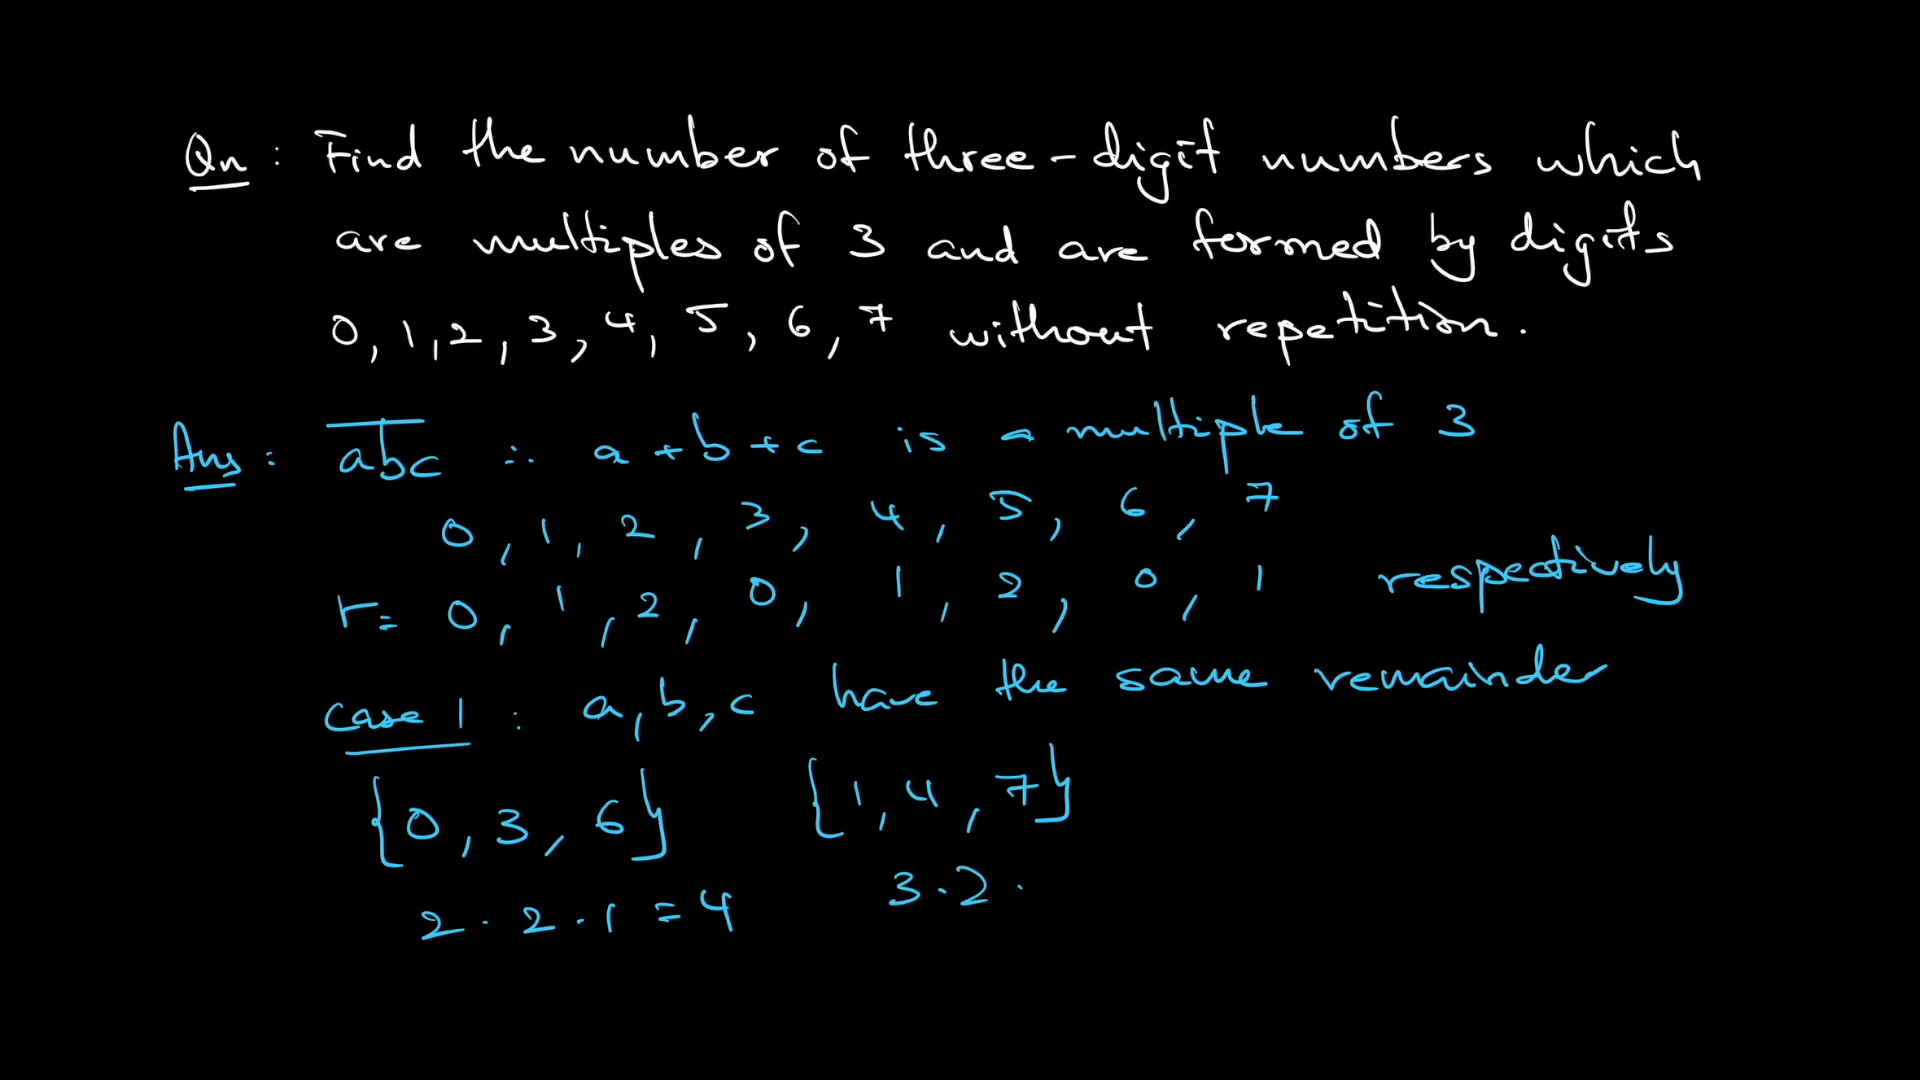 Qn : Find the number of three-digit numbers which
are multiples of 3 and are formed by digits
0, 1, 2, 3, 4, 5, 6, 7 without repetition.
Ans : abc ∴ a + b + c is a multiple of 3
0, 1, 2, 3, 4, 5, 6, 7
r = 0, 1, 2, 0, 1, 2, 0, 1 respectively
case 1 : a, b, c have the same remainder
{0, 3, 6} {1, 4, 7}
2 · 2 · 1 = 4 3 · 2 ·